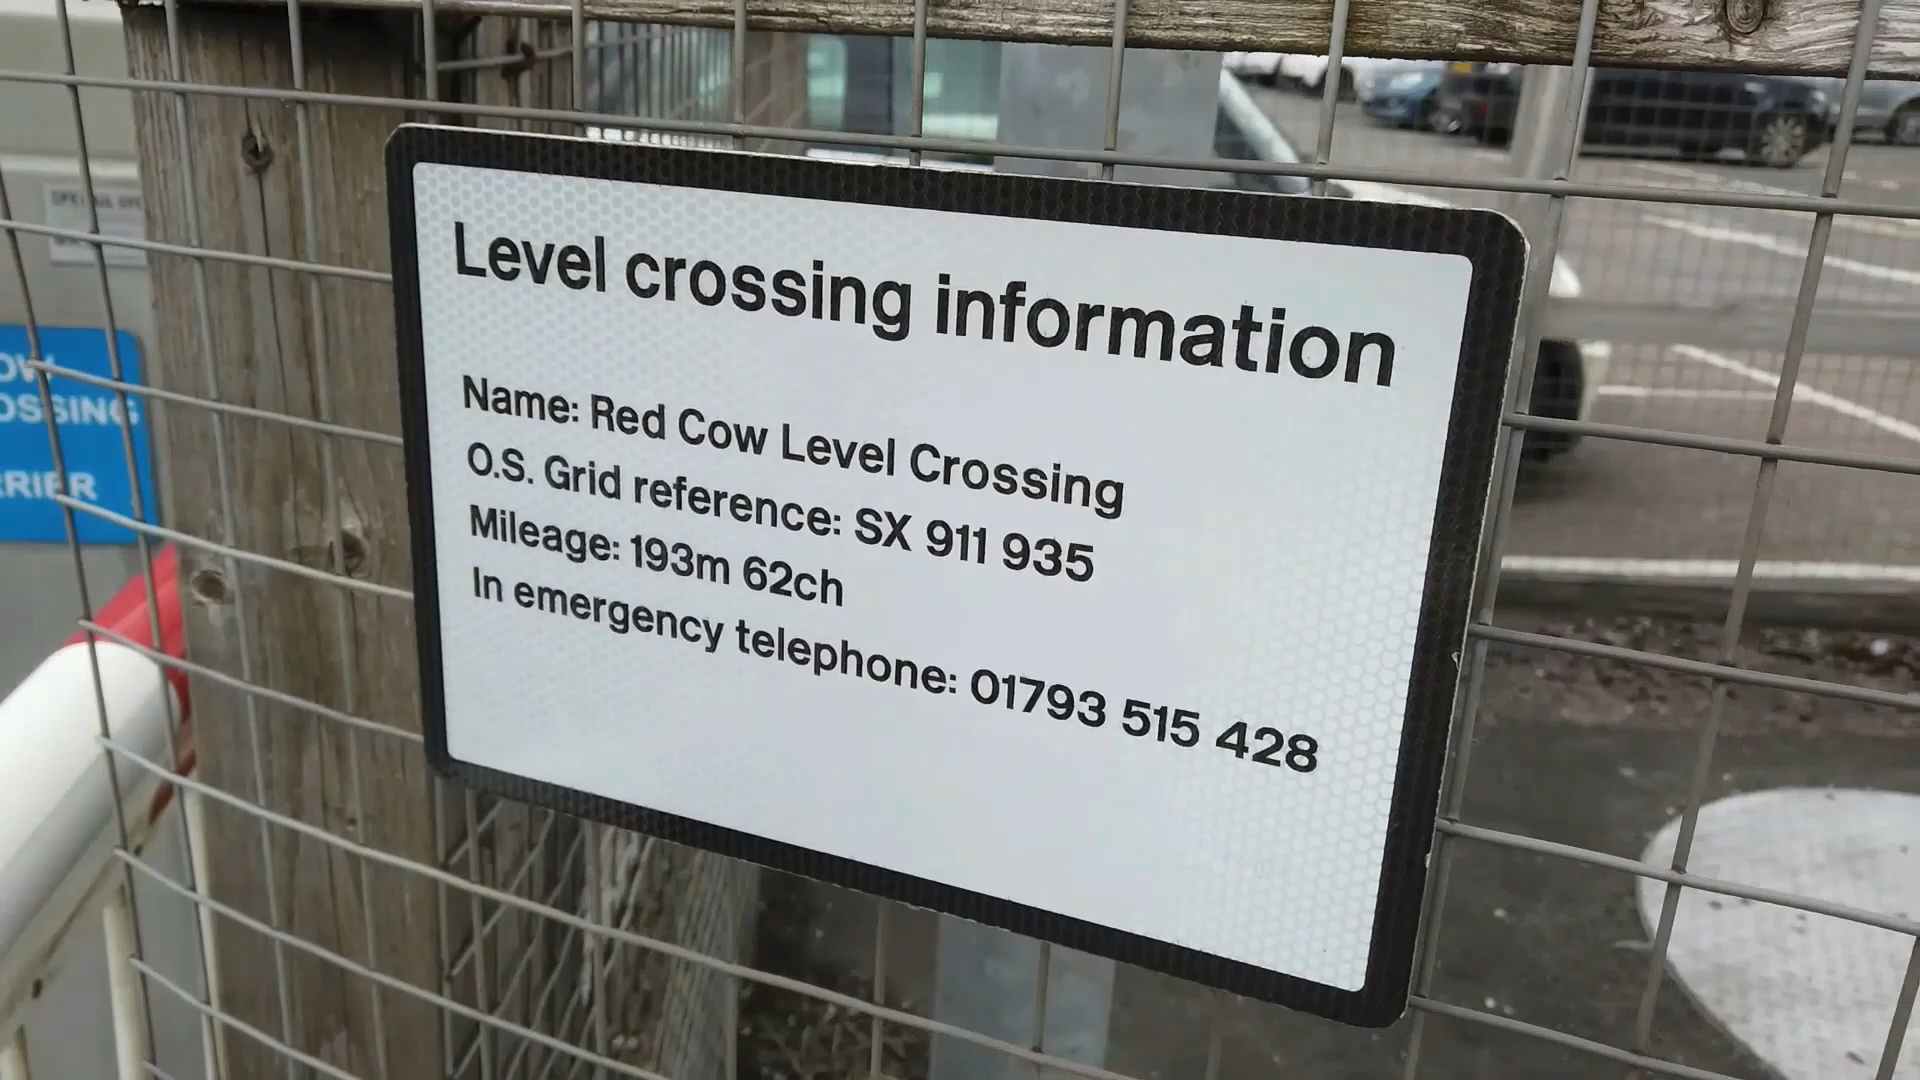 Level crossing information
Name: Red Cow Level Crossing
O.S. Grid reference: SX 911 935
Mileage: 193m 62ch
In emergency telephone: 01793 515 428